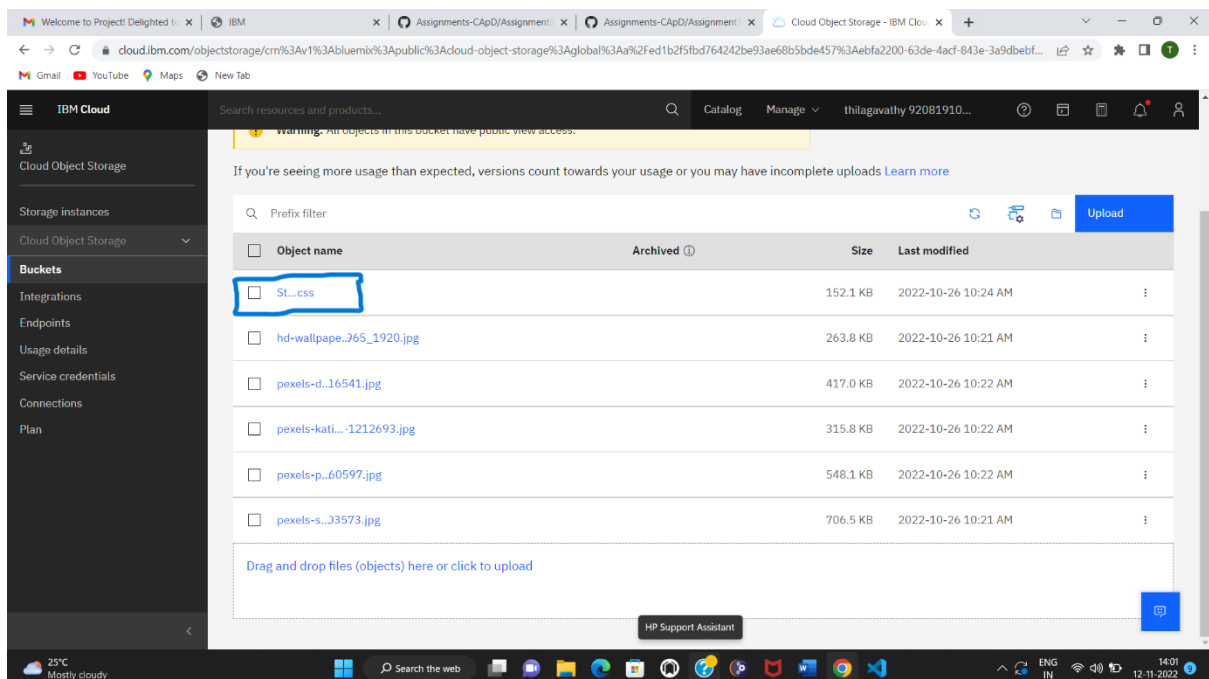 Welcome to Project! Delighted to
IBM
Assignments-CApD/Assignment3
Assignments-CApD/Assignment1
Cloud Object Storage - IBM Clou
cloud.ibm.com/objectstorage/crn%3Av1%3Abluemix%3Apublic%3Acloud-object-storage%3Aglobal%3Aa%2Fed1b2f5fbd764242be93ae68b5bde457%3Aebfa2200-63de-4acf-843e-3a9dbebf...
T
Gmail YouTube Maps New Tab
IBM Cloud
Search resources and products...
Catalog Manage thilagavathy 92081910...
Cloud Object Storage
Storage instances
Cloud Object Storage
Buckets
Integrations
Endpoints
Usage details
Service credentials
Connections
Plan
Warning: All objects in this bucket have public view access.
If you're seeing more usage than expected, versions count towards your usage or you may have incomplete uploads Learn more
Prefix filter Upload
Object name Archived Size Last modified
St...css 152.1 KB 2022-10-26 10:24 AM
hd-wallpape..965_1920.jpg 263.8 KB 2022-10-26 10:21 AM
pexels-d..16541.jpg 417.0 KB 2022-10-26 10:22 AM
pexels-kati...-1212693.jpg 315.8 KB 2022-10-26 10:22 AM
pexels-p..60597.jpg 548.1 KB 2022-10-26 10:22 AM
pexels-s..03573.jpg 706.5 KB 2022-10-26 10:21 AM
Drag and drop files (objects) here or click to upload
HP Support Assistant
25°C
Mostly cloudy
Search the web
ENG
IN
14:01
12-11-2022
9